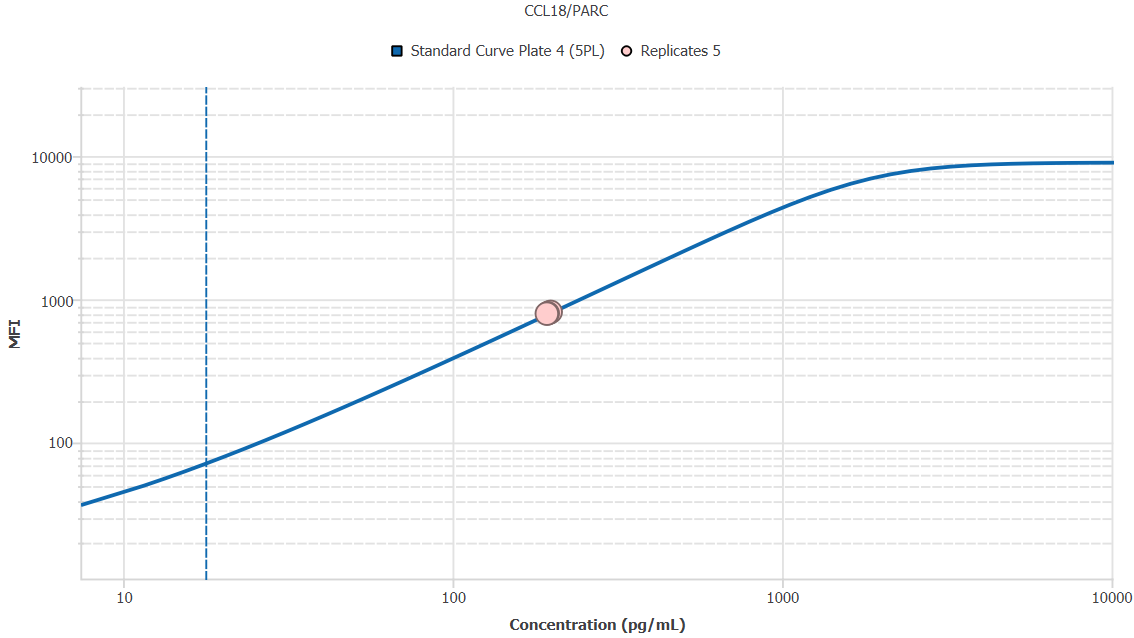 CCL18/PARC
Standard Curve Plate 4 (5PL) Replicates 5
10000
1000
100
MFI
10 100 1000 10000
Concentration (pg/mL)